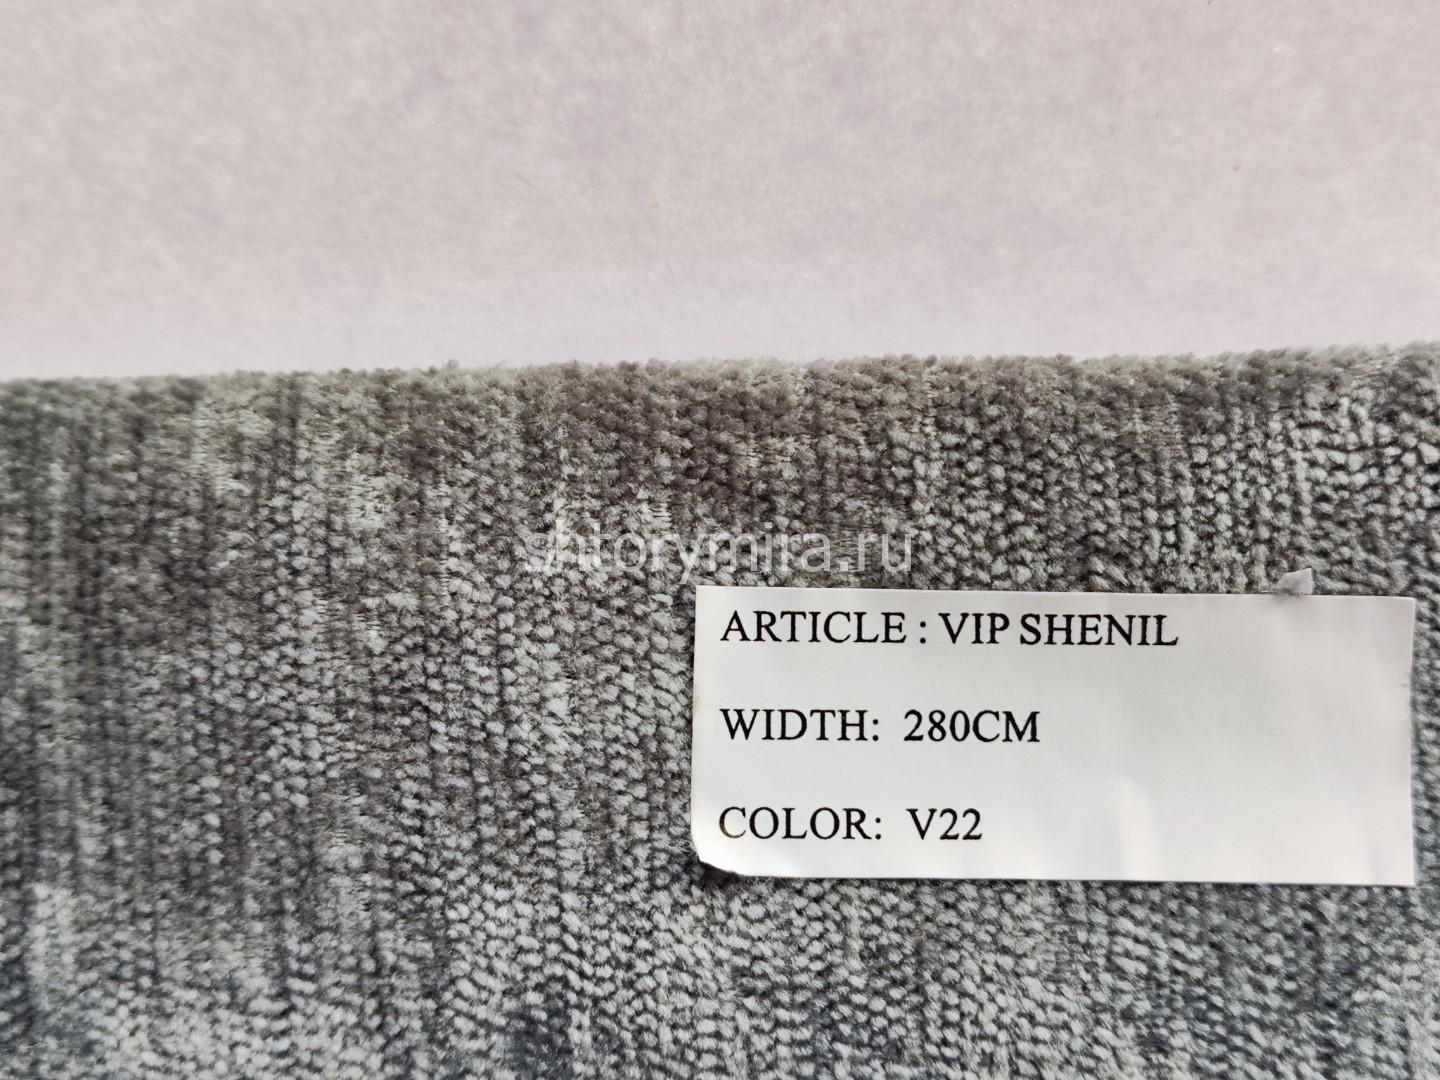 shtorymira.ru
ARTICLE : VIP SHENIL
WIDTH: 280CM
COLOR: V22